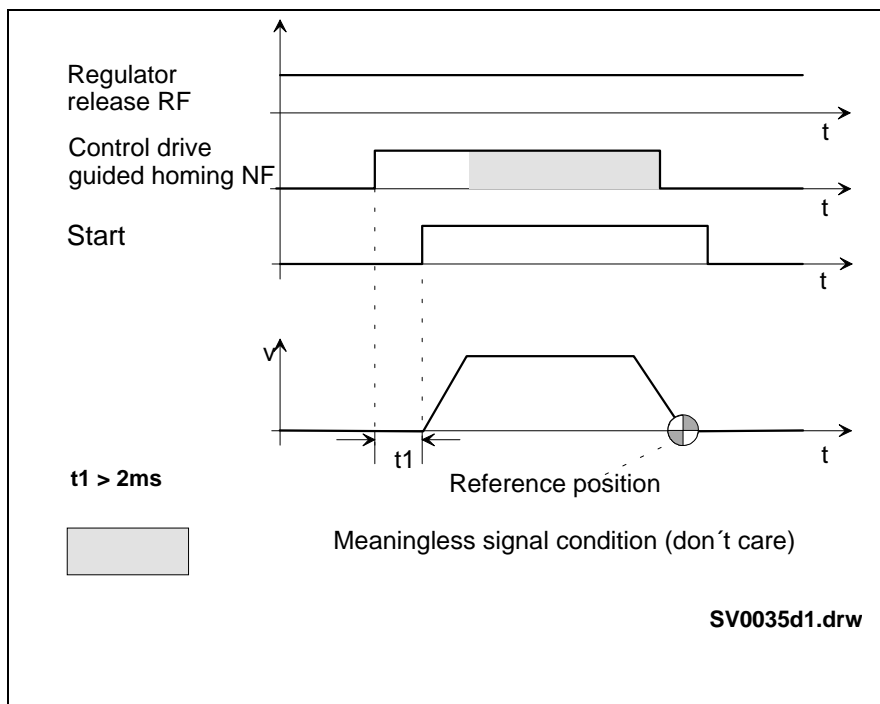 Regulator
release RF
t
Control drive
guided homing NF
t
Start
t
v
t
t1
t1 > 2ms
Reference position
Meaningless signal condition (don´t care)
SV0035d1.drw